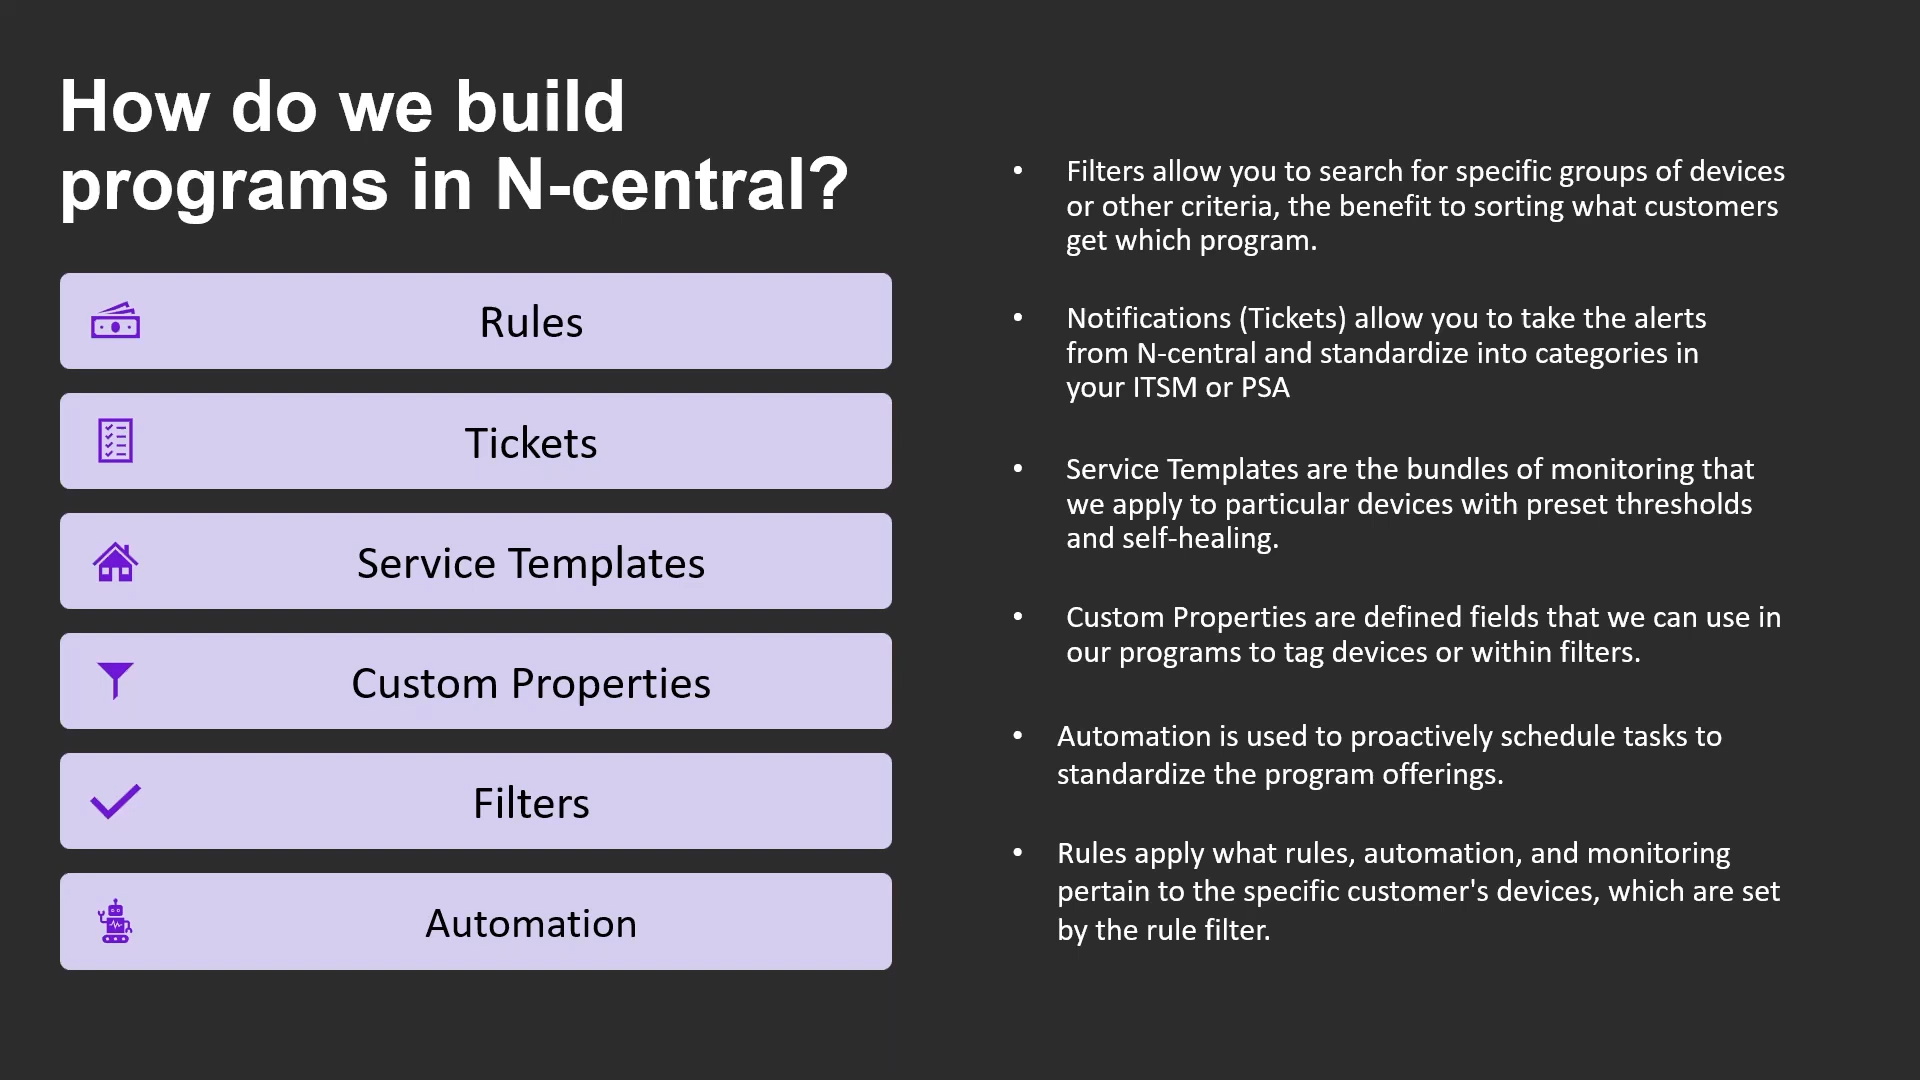 How do we build
programs in N-central?
Rules
Tickets
Service Templates
Custom Properties
Filters
Automation
• Filters allow you to search for specific groups of devices
or other criteria, the benefit to sorting what customers
get which program.
• Notifications (Tickets) allow you to take the alerts
from N-central and standardize into categories in
your ITSM or PSA
• Service Templates are the bundles of monitoring that
we apply to particular devices with preset thresholds
and self-healing.
• Custom Properties are defined fields that we can use in
our programs to tag devices or within filters.
• Automation is used to proactively schedule tasks to
standardize the program offerings.
• Rules apply what rules, automation, and monitoring
pertain to the specific customer's devices, which are set
by the rule filter.